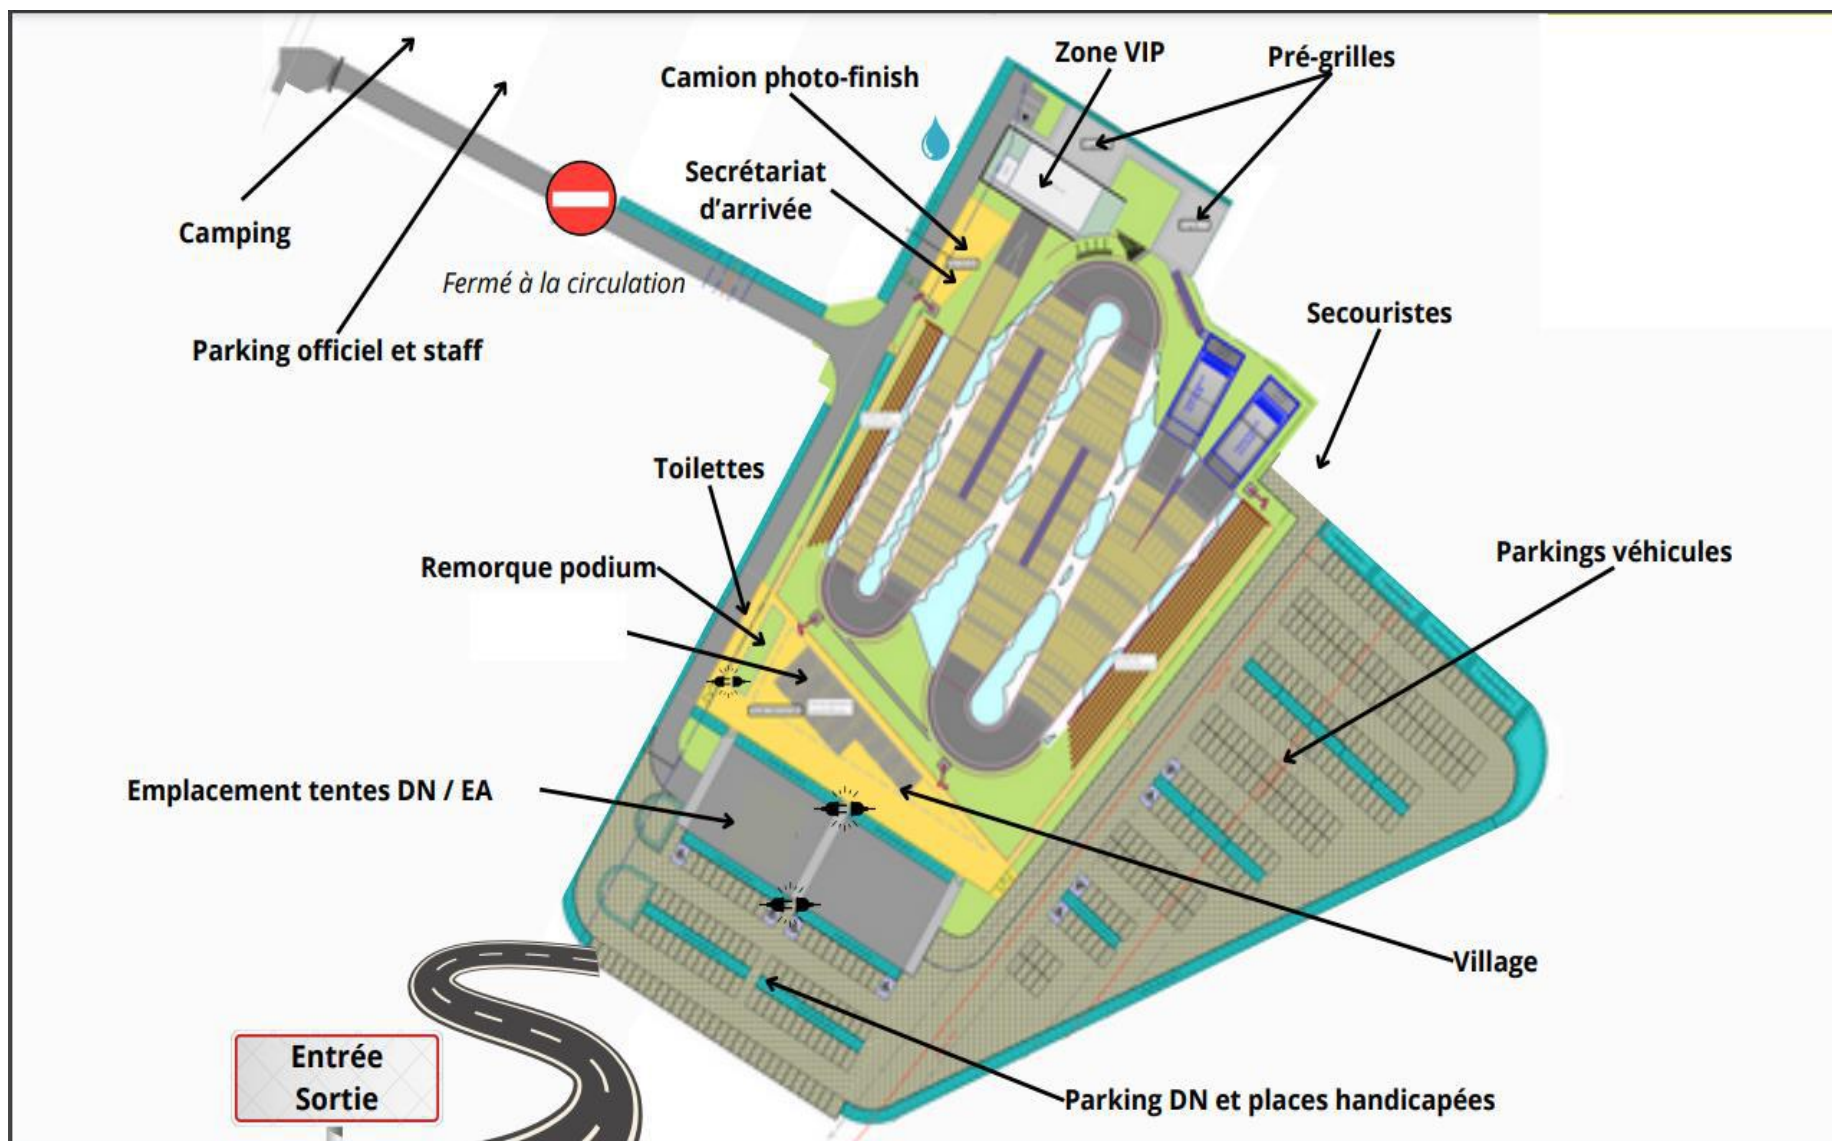 Zone VIP
Pré-grilles
Camion photo-finish
Secrétariat
d'arrivée
Camping
Fermé à la circulation
Secouristes
Parking officiel et staff
Toilettes
Parkings véhicules
Remorque podium
Emplacement tentes DN / EA
Village
Entrée
Sortie
Parking DN et places handicapées